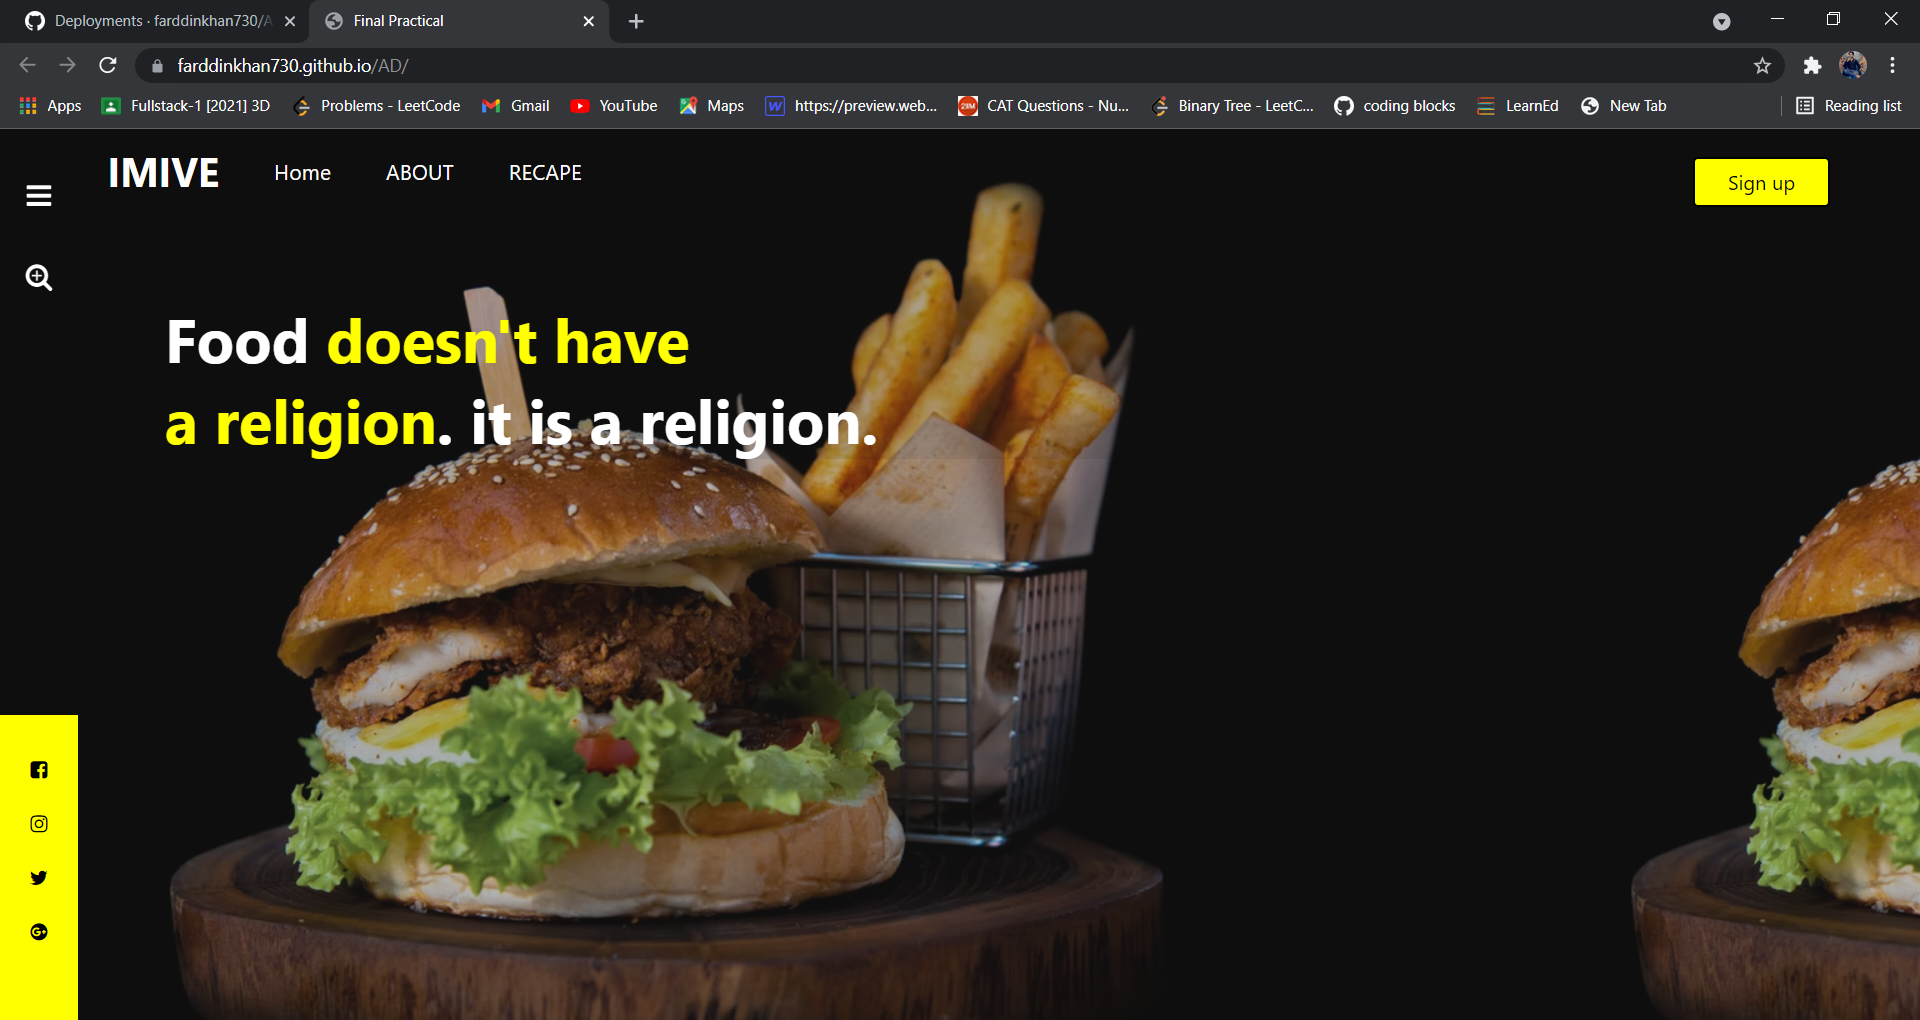 Deployments · farddinkhan730/A
Final Practical
farddinkhan730.github.io/AD/
Apps
Fullstack-1 [2021] 3D
Problems - LeetCode
Gmail
YouTube
Maps
https://preview.web...
CAT Questions - Nu...
Binary Tree - LeetC...
coding blocks
LearnEd
New Tab
Reading list
IMIVE
Home
ABOUT
RECAPE
Sign up
Food doesn't have
a religion. it is a religion.